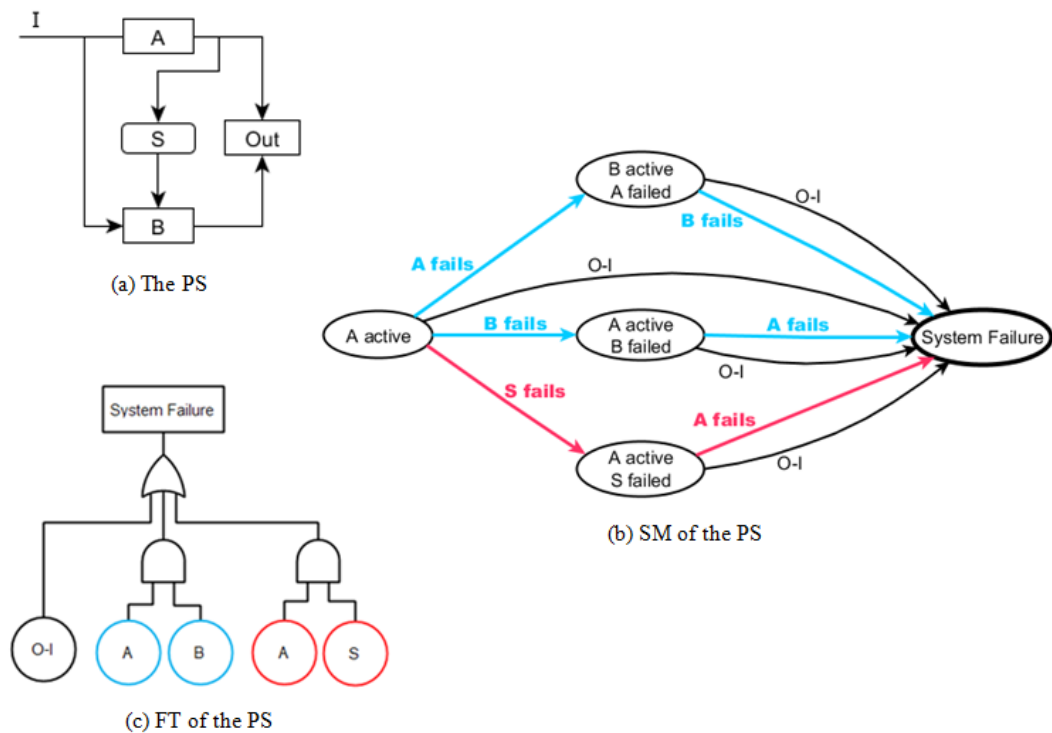 I
A
S
Out
B
(a) The PS
B active
A failed
O-I
B fails
A fails
O-I
A active
B fails
A active
B failed
A fails
O-I
System Failure
S fails
A fails
A active
S failed
O-I
(b) SM of the PS
System Failure
O-I
A
B
A
S
(c) FT of the PS